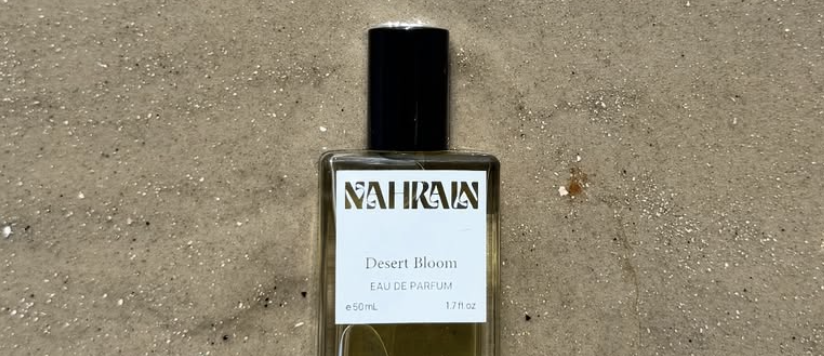 NAHRAIN
Desert Bloom
EAU DE PARFUM
e 50 mL 1.7 fl oz